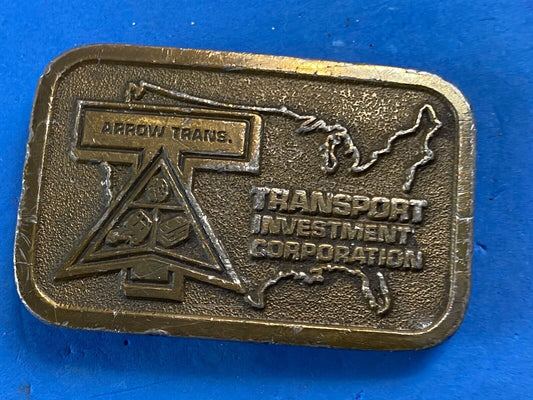 ARROW TRANS.
TRANSPORT
INVESTMENT
CORPORATION